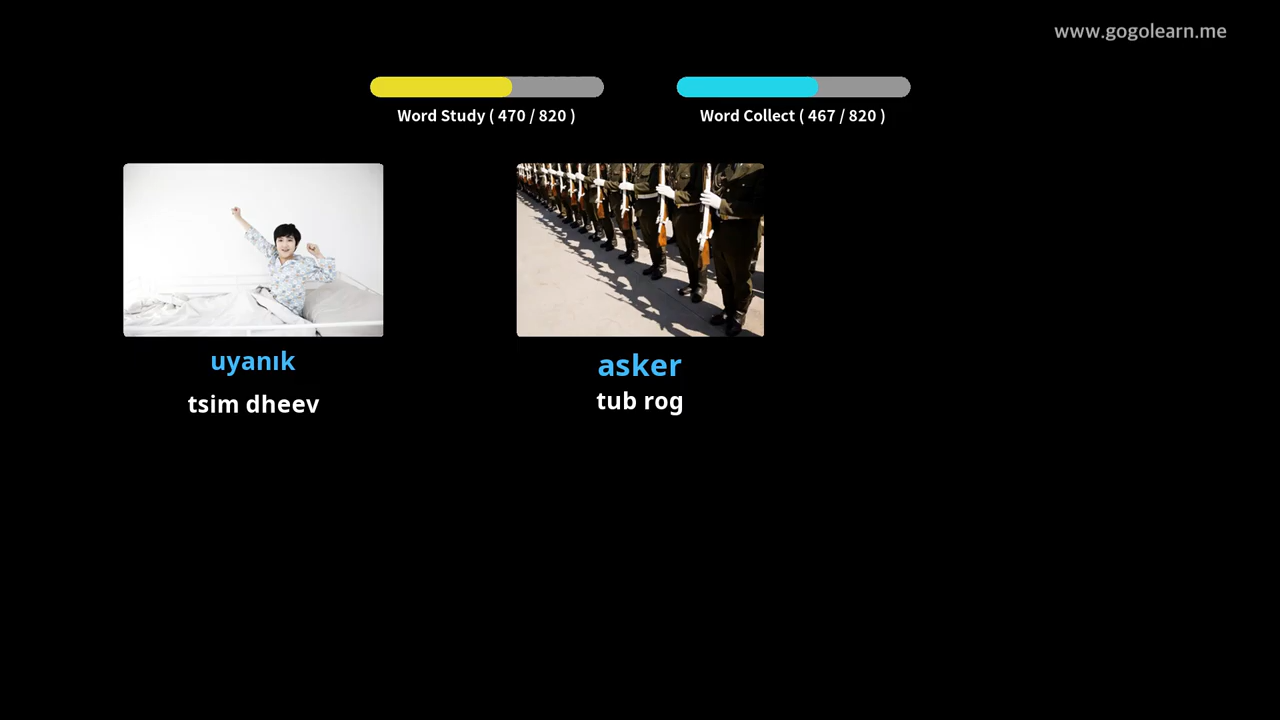 www.gogolearn.me
Word Study ( 470 / 820 )
Word Collect ( 467 / 820 )
uyanık
tsim dheev
asker
tub rog